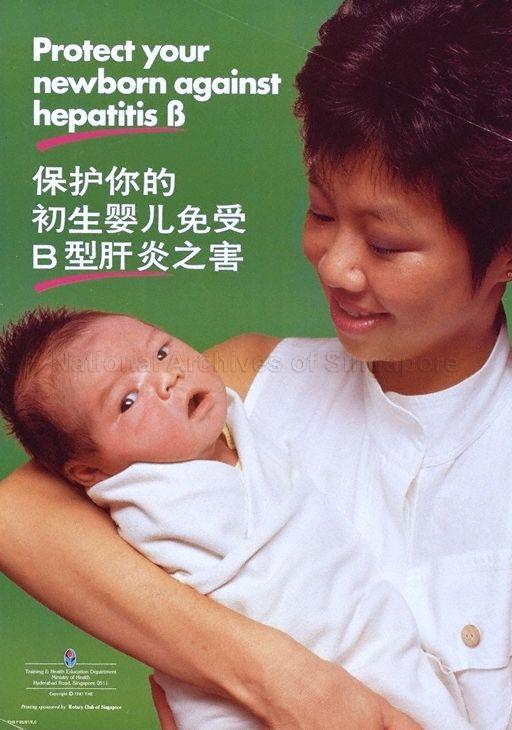 Protect your
newborn against
hepatitis B
保护你的
初生婴儿免受
B型肝炎之害
National Archives of Singapore
Training & Health Education Department
Ministry of Health
Hyderabad Road, Singapore 0511
Copyright © 1987 THE
Printing sponsored by Rotary Club of Singapore